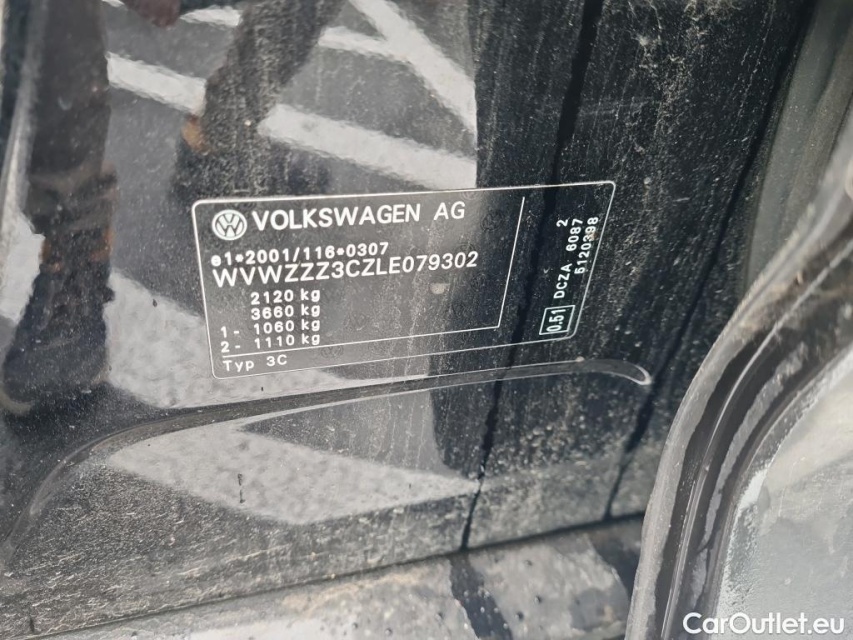 VOLKSWAGEN AG
e1*2001/116*0307
WVWZZZ3CZLE079302
2120 kg
3660 kg
1- 1060 kg
2- 1110 kg
Typ 3C
0.51
DCZA 6087 2
5120398
CarOutlet.eu